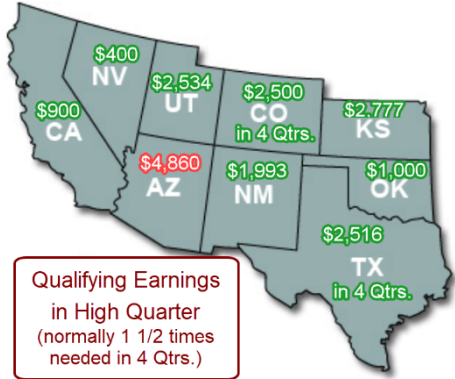 $400
NV
$2,534
UT
$2,500
CO
in 4 Qtrs.
$2.777
KS
$900
CA
$4,860
AZ
$1,993
NM
$1,000
OK
$2,516
TX
in 4 Qtrs.
Qualifying Earnings
in High Quarter
(normally 1 1/2 times
needed in 4 Qtrs.)